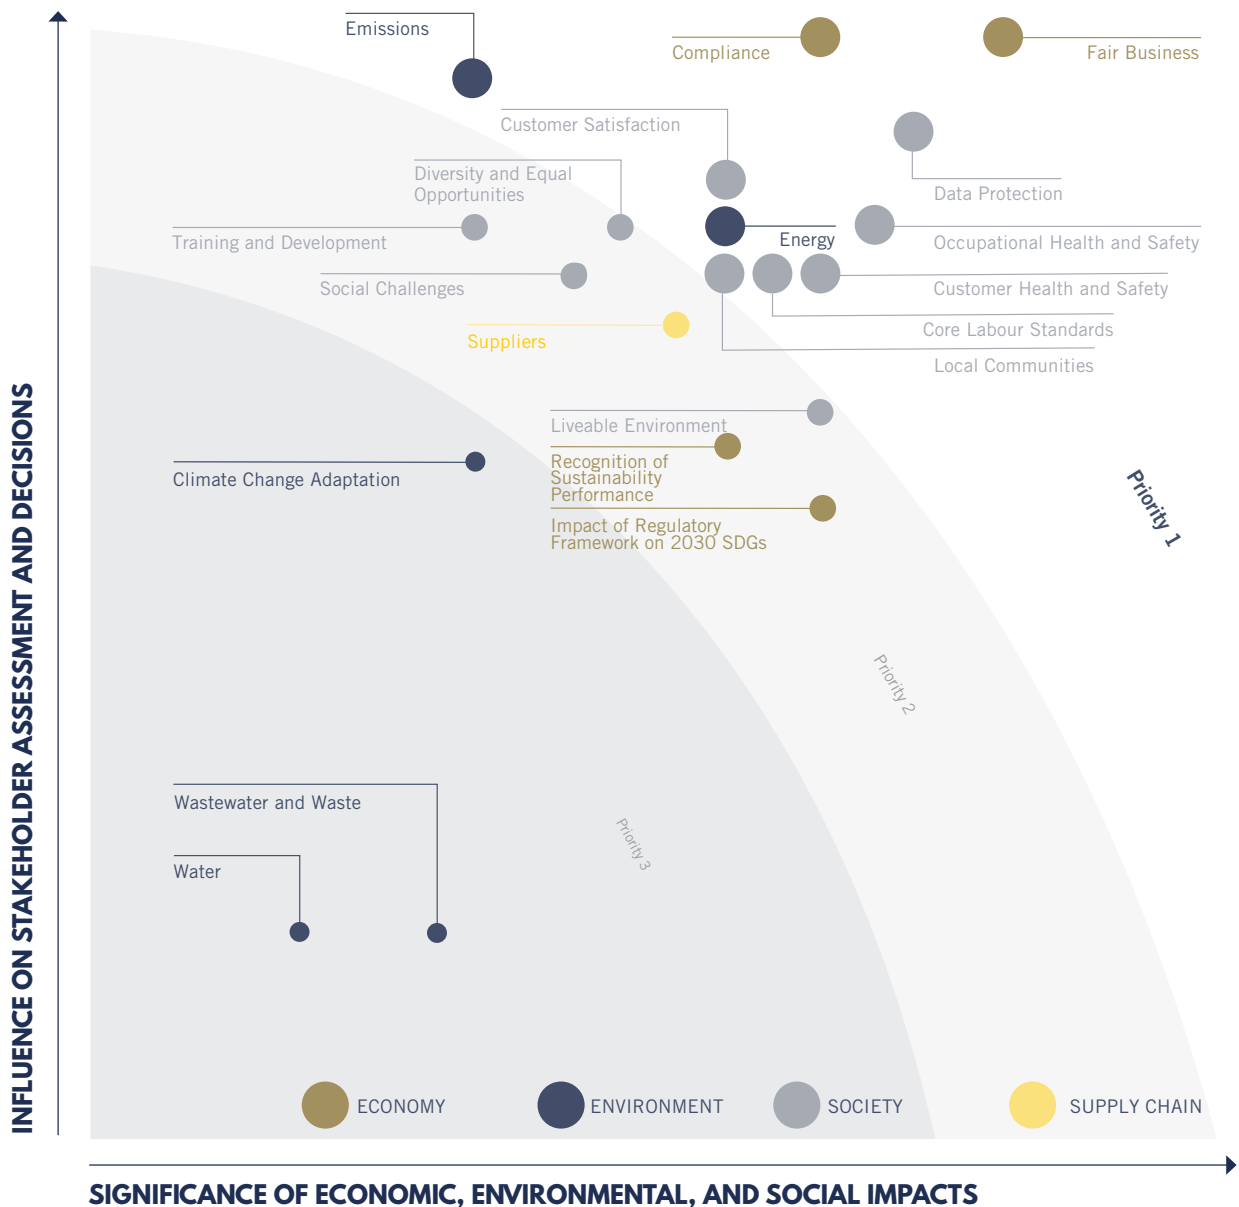 Emissions
Compliance
Fair Business
Customer Satisfaction
Diversity and Equal
Opportunities
Data Protection
Training and Development
Energy
Occupational Health and Safety
Social Challenges
Customer Health and Safety
Suppliers
Core Labour Standards
Local Communities
Liveable Environment
Recognition of
Sustainability
Performance
Climate Change Adaptation
Impact of Regulatory
Framework on 2030 SDGs
Priority 1
Priority 2
Priority 3
Wastewater and Waste
Water
INFLUENCE ON STAKEHOLDER ASSESSMENT AND DECISIONS
ECONOMY
ENVIRONMENT
SOCIETY
SUPPLY CHAIN
SIGNIFICANCE OF ECONOMIC, ENVIRONMENTAL, AND SOCIAL IMPACTS